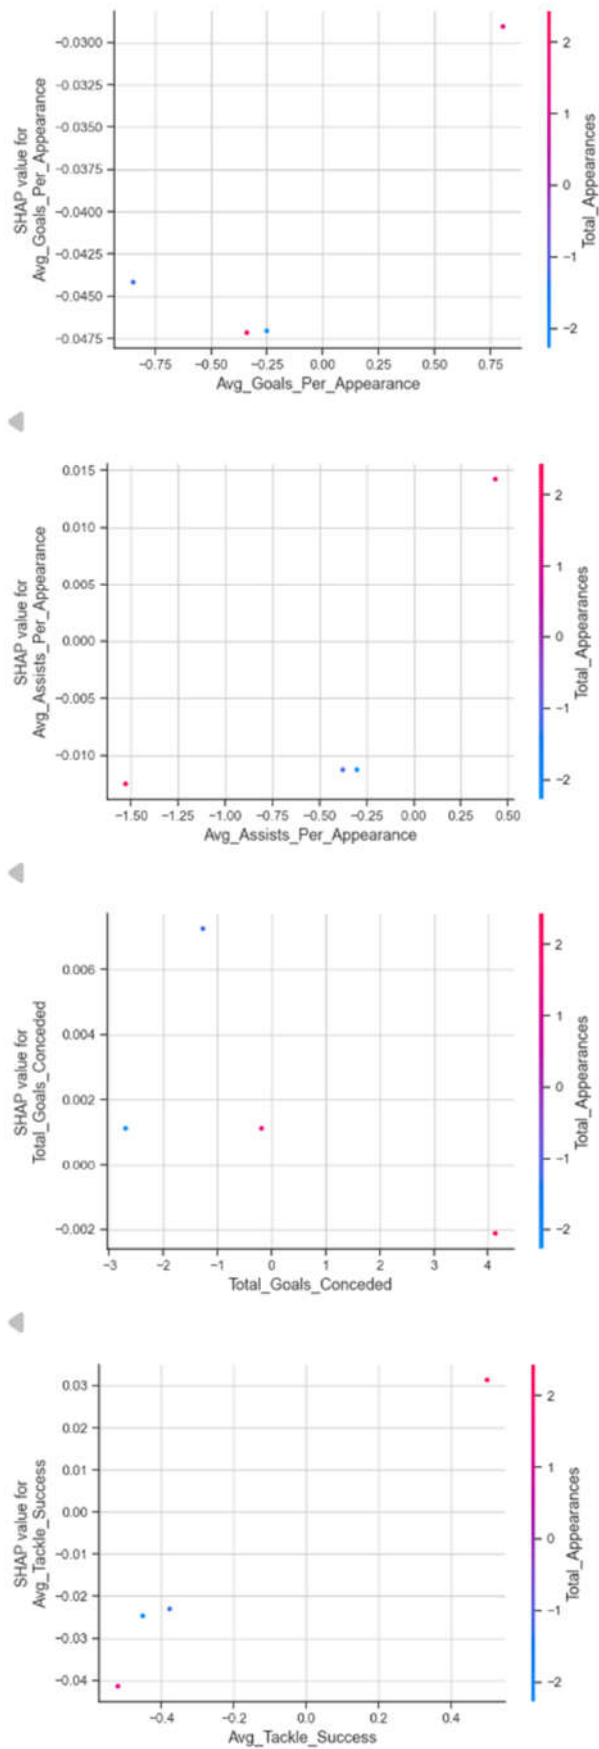 −0.0300
−0.0325
−0.0350
−0.0375
−0.0400
−0.0425
−0.0450
−0.0475
SHAP value for
Avg_Goals_Per_Appearance
−0.75 −0.50 −0.25 0.00 0.25 0.50 0.75
Avg_Goals_Per_Appearance
2
1
0
−1
−2
Total_Appearances
0.015
0.010
0.005
0.000
−0.005
−0.010
SHAP value for
Avg_Assists_Per_Appearance
−1.50 −1.25 −1.00 −0.75 −0.50 −0.25 0.00 0.25 0.50
Avg_Assists_Per_Appearance
2
1
0
−1
−2
Total_Appearances
0.006
0.004
0.002
0.000
−0.002
SHAP value for
Total_Goals_Conceded
−3 −2 −1 0 1 2 3 4
Total_Goals_Conceded
2
1
0
−1
−2
Total_Appearances
0.03
0.02
0.01
0.00
−0.01
−0.02
−0.03
−0.04
SHAP value for
Avg_Tackle_Success
−0.4 −0.2 0.0 0.2 0.4
Avg_Tackle_Success
2
1
0
−1
−2
Total_Appearances